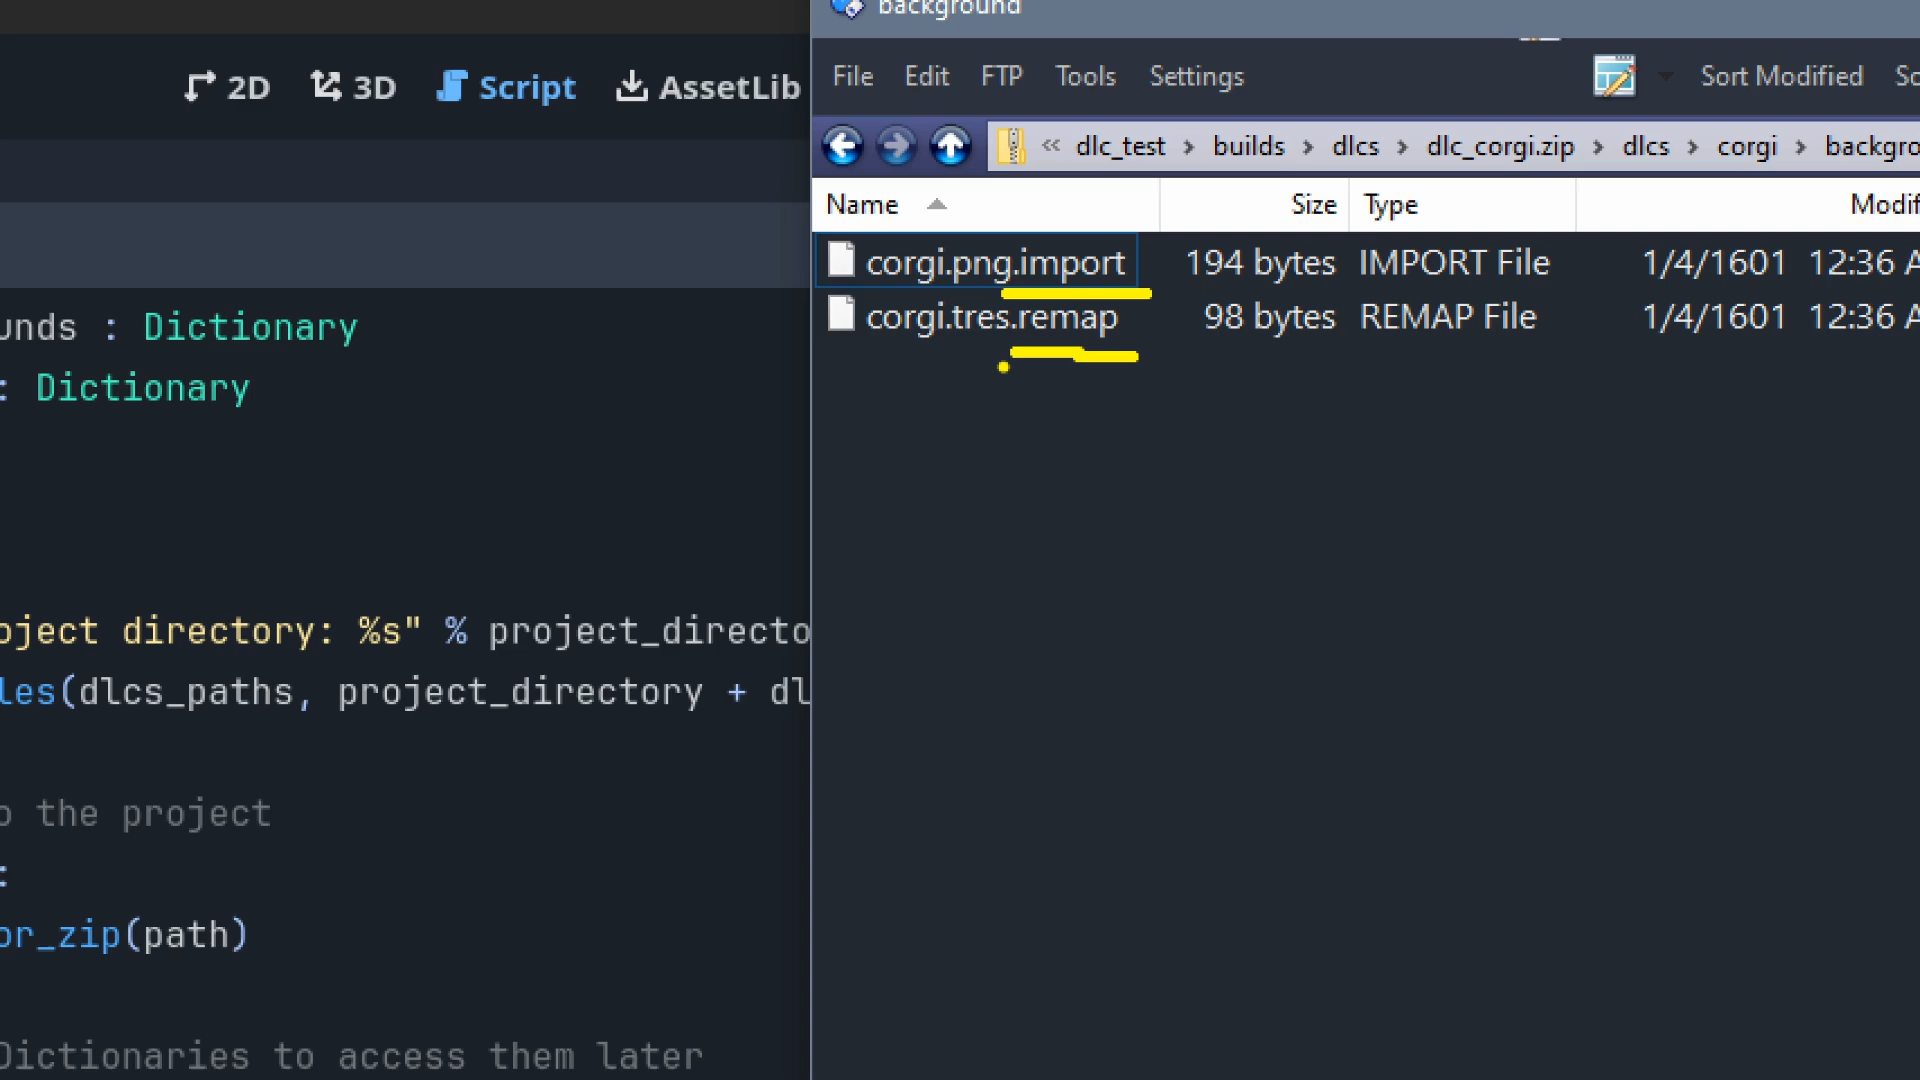 2D 3D Script AssetLib
unds : Dictionary
: Dictionary
oject directory: %s" % project_directo
les(dlcs_paths, project_directory + dl
o the project
:
or_zip(path)
Dictionaries to access them later
background
File Edit FTP Tools Settings Sort Modified
« dlc_test › builds › dlcs › dlc_corgi.zip › dlcs › corgi › backgro
Name Size Type Modif
corgi.png.import 194 bytes IMPORT File 1/4/1601 12:36 A
corgi.tres.remap 98 bytes REMAP File 1/4/1601 12:36 A